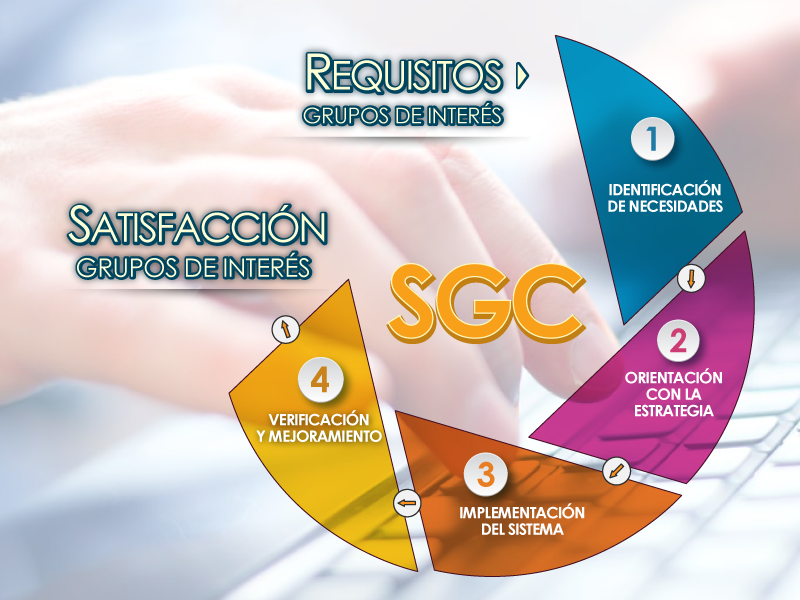 REQUISITOS
GRUPOS DE INTERÉS
SATISFACCIÓN
GRUPOS DE INTERÉS
SGC
1
IDENTIFICACIÓN
DE NECESIDADES
2
ORIENTACIÓN
CON LA
ESTRATEGIA
3
IMPLEMENTACIÓN
DEL SISTEMA
4
VERIFICACIÓN
Y MEJORAMIENTO